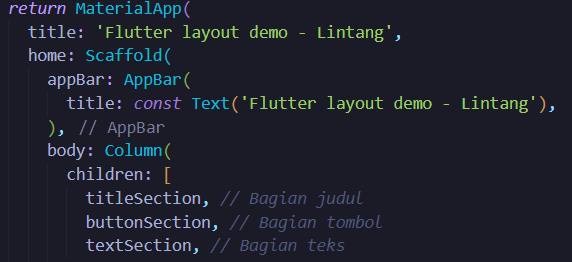 return MaterialApp(
title: 'Flutter layout demo - Lintang',
home: Scaffold(
appBar: AppBar(
title: const Text('Flutter layout demo - Lintang'),
), // AppBar
body: Column(
children: [
titleSection, // Bagian judul
buttonSection, // Bagian tombol
textSection, // Bagian teks